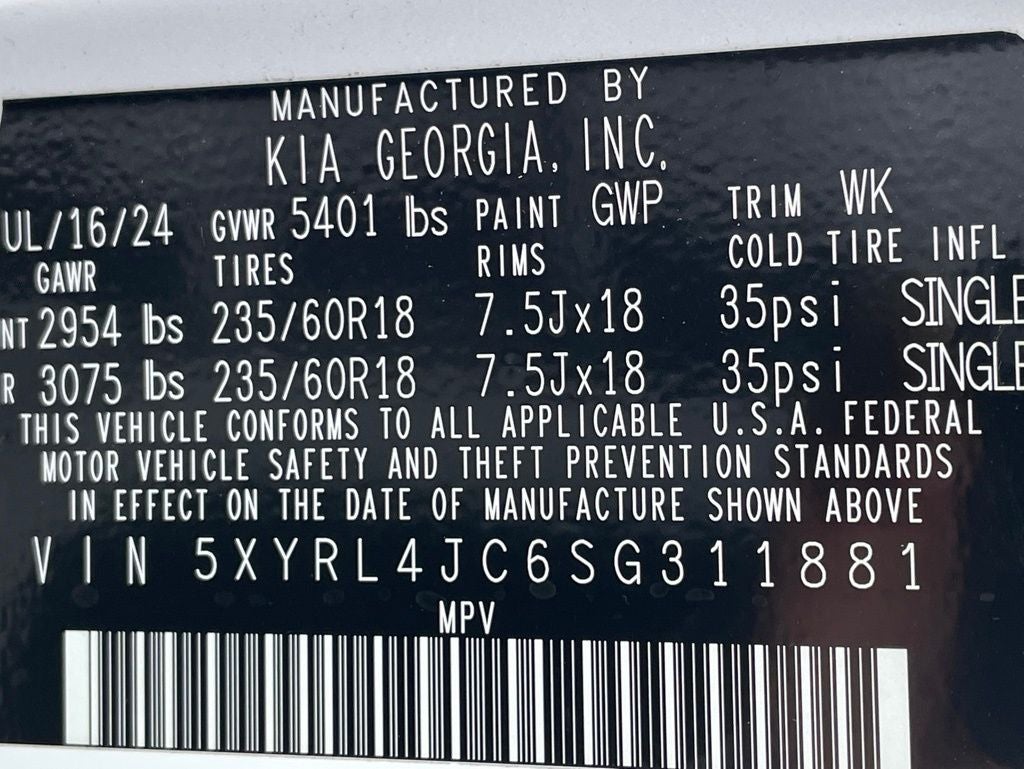 MANUFACTURED BY
KIA GEORGIA, INC.
UL/16/24 GVWR 5401 lbs PAINT GWP TRIM WK
GAWR TIRES RIMS COLD TIRE INFL
NT 2954 lbs 235/60R18 7.5Jx18 35psi SINGLE
R 3075 lbs 235/60R18 7.5Jx18 35psi SINGLE
THIS VEHICLE CONFORMS TO ALL APPLICABLE U.S.A. FEDERAL
MOTOR VEHICLE SAFETY AND THEFT PREVENTION STANDARDS
IN EFFECT ON THE DATE OF MANUFACTURE SHOWN ABOVE
VIN 5XYRL4JC6SG311881
MPV